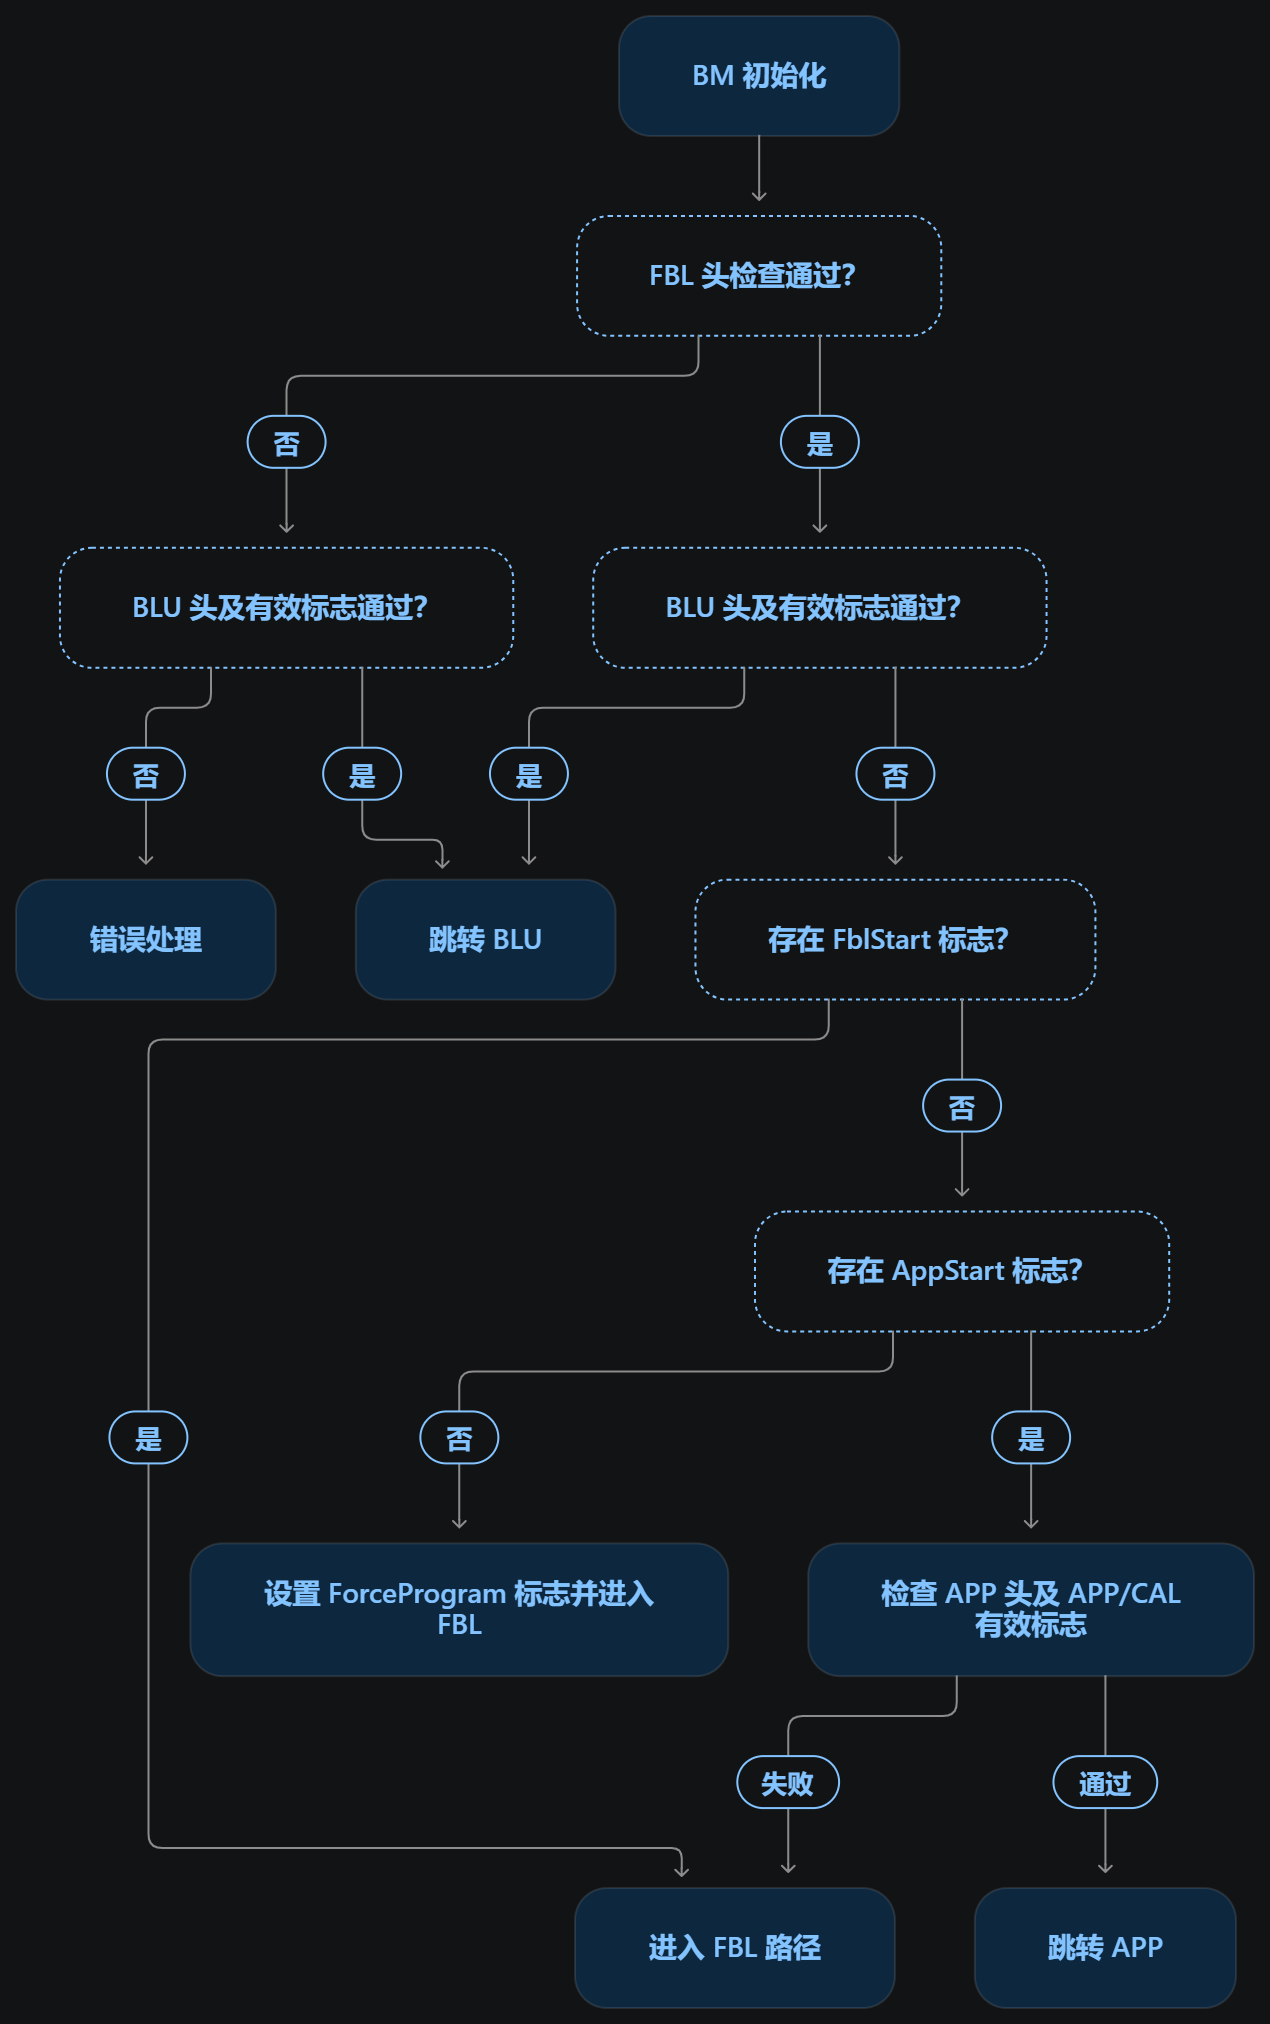 BM 初始化
FBL 头检查通过？
否
是
BLU 头及有效标志通过？
BLU 头及有效标志通过？
否
是
是
否
错误处理
跳转 BLU
存在 FblStart 标志？
否
存在 AppStart 标志？
是
否
是
设置 ForceProgram 标志并进入
FBL
检查 APP 头及 APP/CAL
有效标志
失败
通过
进入 FBL 路径
跳转 APP